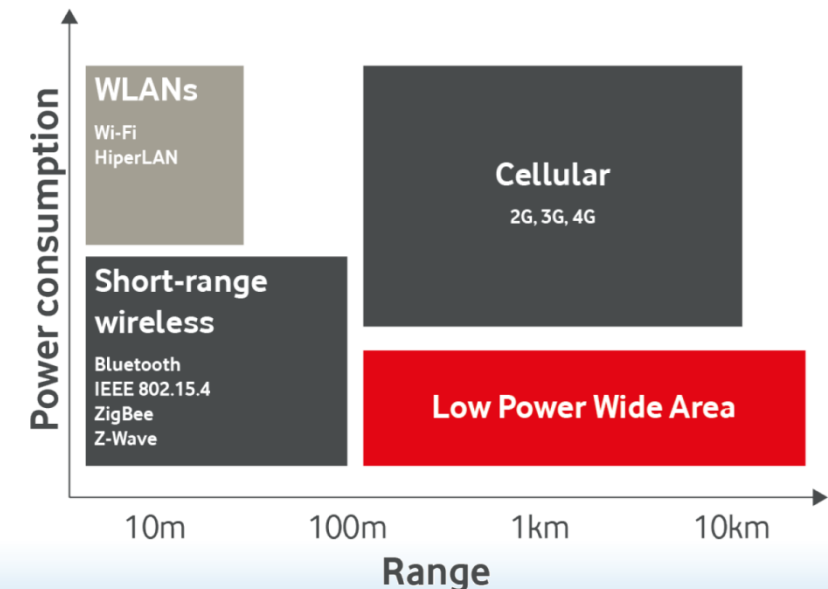 Power consumption
WLANs
Wi-Fi
HiperLAN
Short-range
wireless
Bluetooth
IEEE 802.15.4
ZigBee
Z-Wave
Cellular
2G, 3G, 4G
Low Power Wide Area
10m 100m 1km 10km
Range